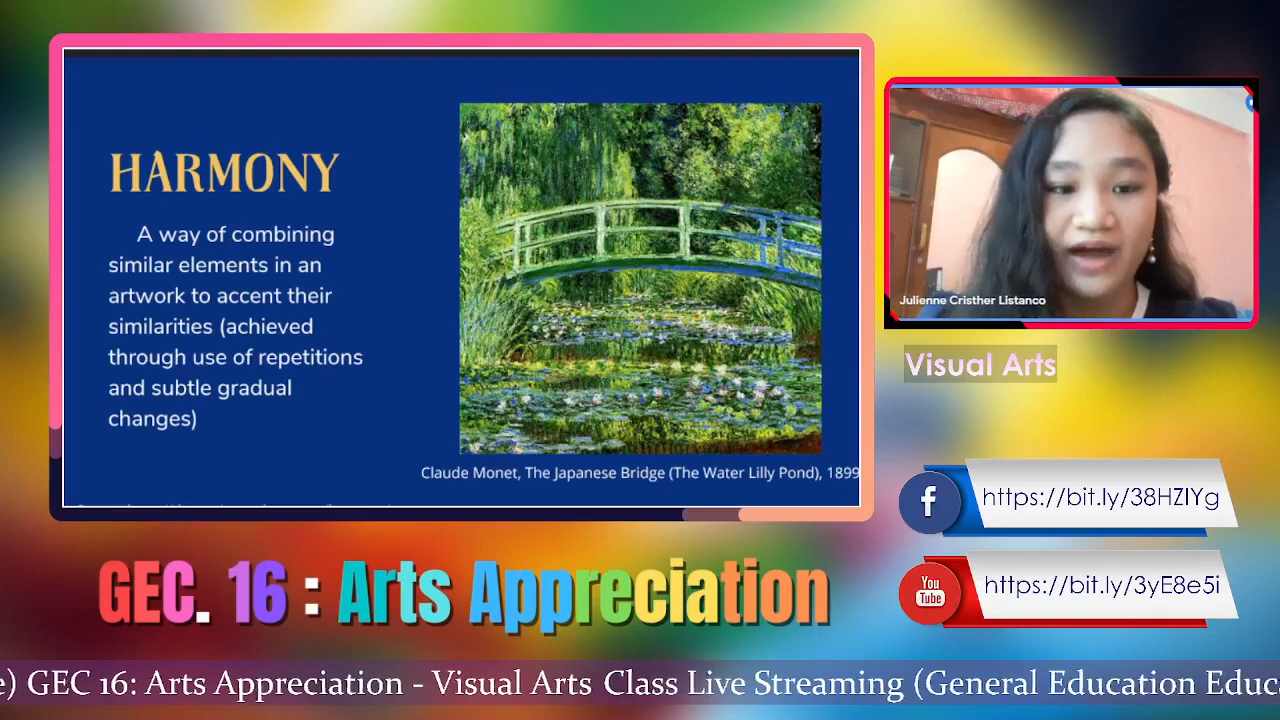 HARMONY
A way of combining
similar elements in an
artwork to accent their
similarities (achieved
through use of repetitions
and subtle gradual
changes)
Claude Monet, The Japanese Bridge (The Water Lilly Pond), 1899
Julienne Cristher Listanco
Visual Arts
f https://bit.ly/38HZIYg
You
Tube
https://bit.ly/3yE8e5i
GEC. 16 : Arts Appreciation
e) GEC 16: Arts Appreciation - Visual Arts Class Live Streaming (General Education Educ